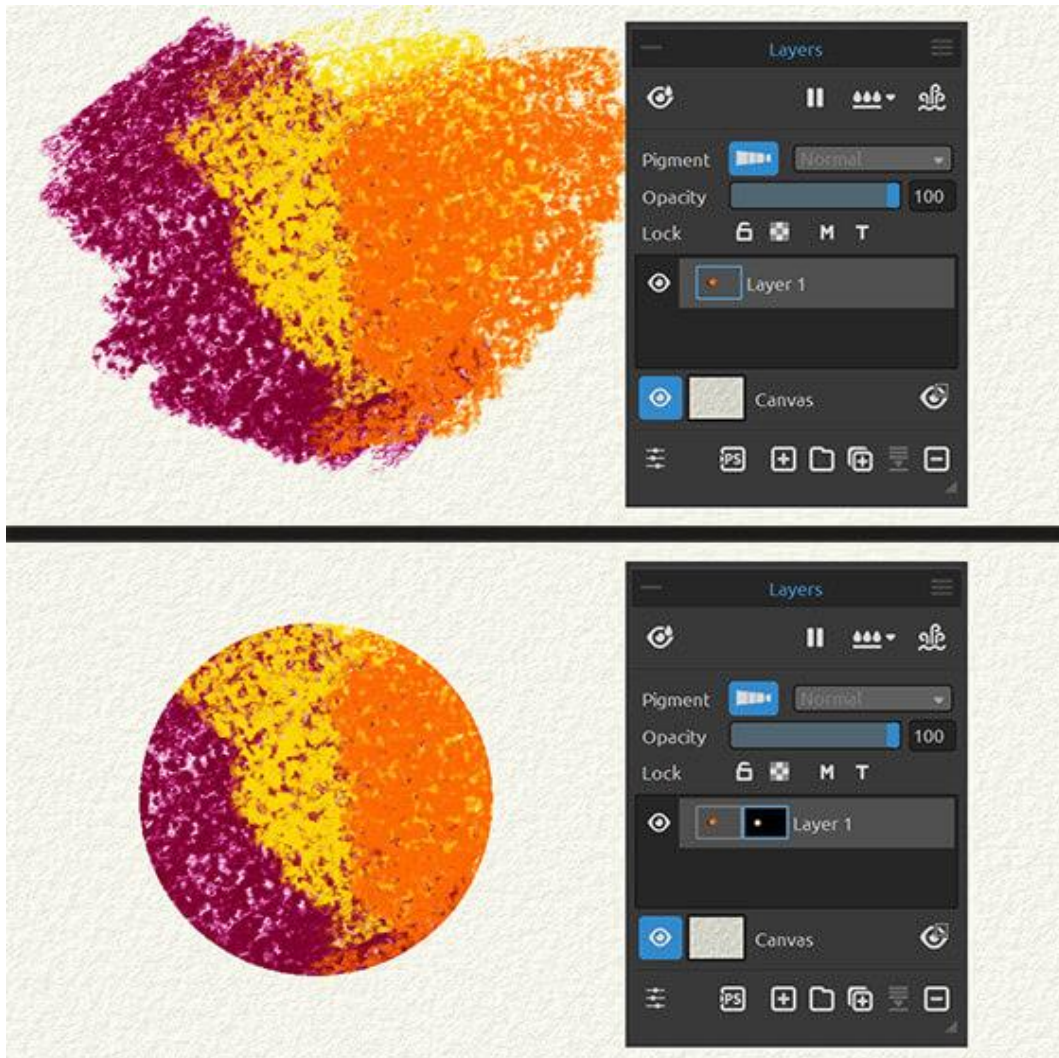 Layers
Pigment Normal
Opacity 100
Lock M T
Layer 1
Canvas
PS
Layers
Pigment Normal
Opacity 100
Lock M T
Layer 1
Canvas
PS